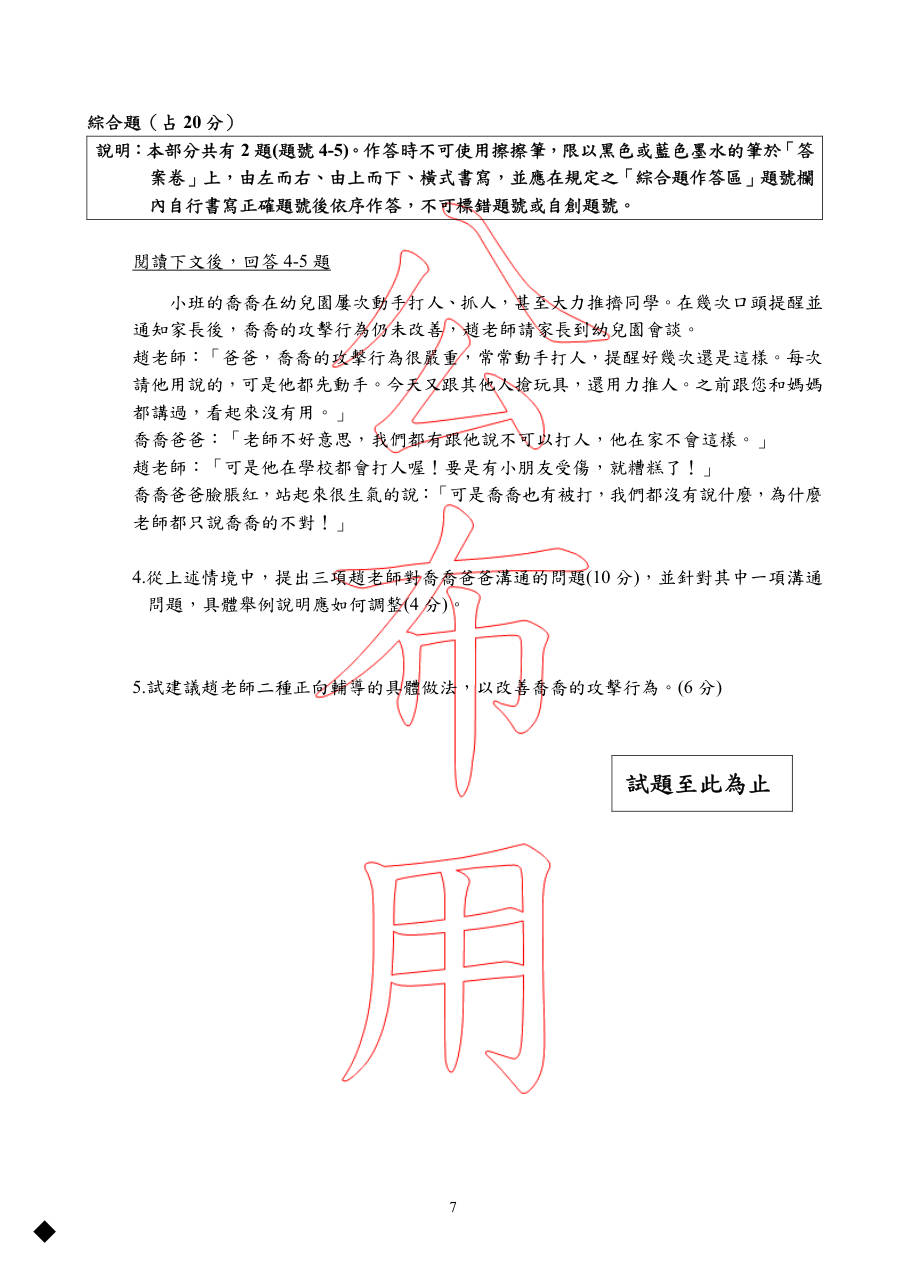 綜合題（占 20 分）
說明：本部分共有 2 題(題號 4-5)。作答時不可使用擦擦筆，限以黑色或藍色墨水的筆於「答
案卷」上，由左而右、由上而下、橫式書寫，並應在規定之「綜合題作答區」題號欄
內自行書寫正確題號後依序作答，不可標錯題號或自創題號。
閱讀下文後，回答 4-5 題
小班的喬喬在幼兒園屢次動手打人、抓人，甚至大力推擠同學。在幾次口頭提醒並
通知家長後，喬喬的攻擊行為仍未改善，趙老師請家長到幼兒園會談。
趙老師：「爸爸，喬喬的攻擊行為很嚴重，常常動手打人，提醒好幾次還是這樣。每次
請他用說的，可是他都先動手。今天又跟其他人搶玩具，還用力推人。之前跟您和媽媽
都講過，看起來沒有用。」
喬喬爸爸：「老師不好意思，我們都有跟他說不可以打人，他在家不會這樣。」
趙老師：「可是他在學校都會打人喔！要是有小朋友受傷，就糟糕了！」
喬喬爸爸臉脹紅，站起來很生氣的說：「可是喬喬也有被打，我們都沒有說什麼，為什麼
老師都只說喬喬的不對！」
4.從上述情境中，提出三項趙老師對喬喬爸爸溝通的問題(10 分)，並針對其中一項溝通
問題，具體舉例說明應如何調整(4 分)。
5.試建議趙老師二種正向輔導的具體做法，以改善喬喬的攻擊行為。(6 分)
試題至此為止
公
布
用
7